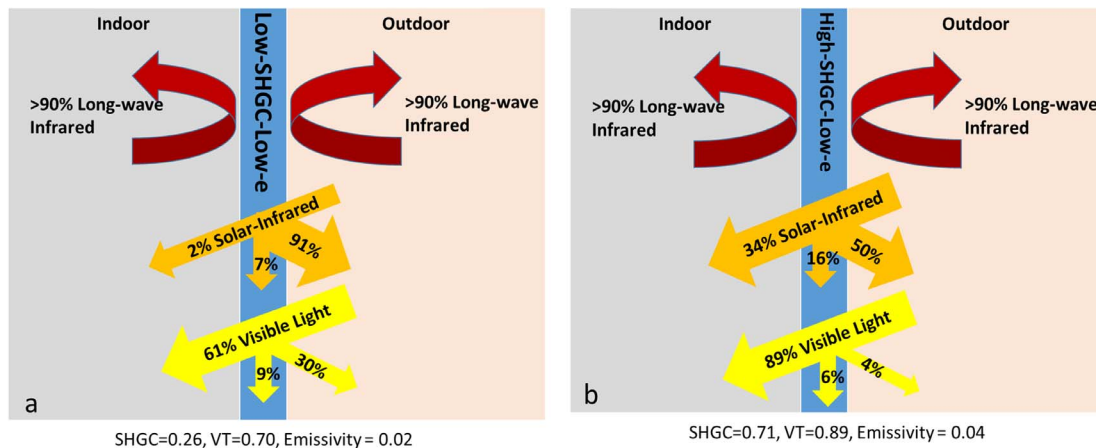 Indoor
Low-SHGC-Low-e
Outdoor
>90% Long-wave
Infrared
>90% Long-wave
Infrared
2% Solar-Infrared
91%
7%
61% Visible Light
30%
9%
a
SHGC=0.26, VT=0.70, Emissivity = 0.02
Indoor
High-SHGC-Low-e
Outdoor
>90% Long-wave
Infrared
>90% Long-wave
Infrared
34% Solar-Infrared
50%
16%
89% Visible Light
4%
6%
b
SHGC=0.71, VT=0.89, Emissivity = 0.04